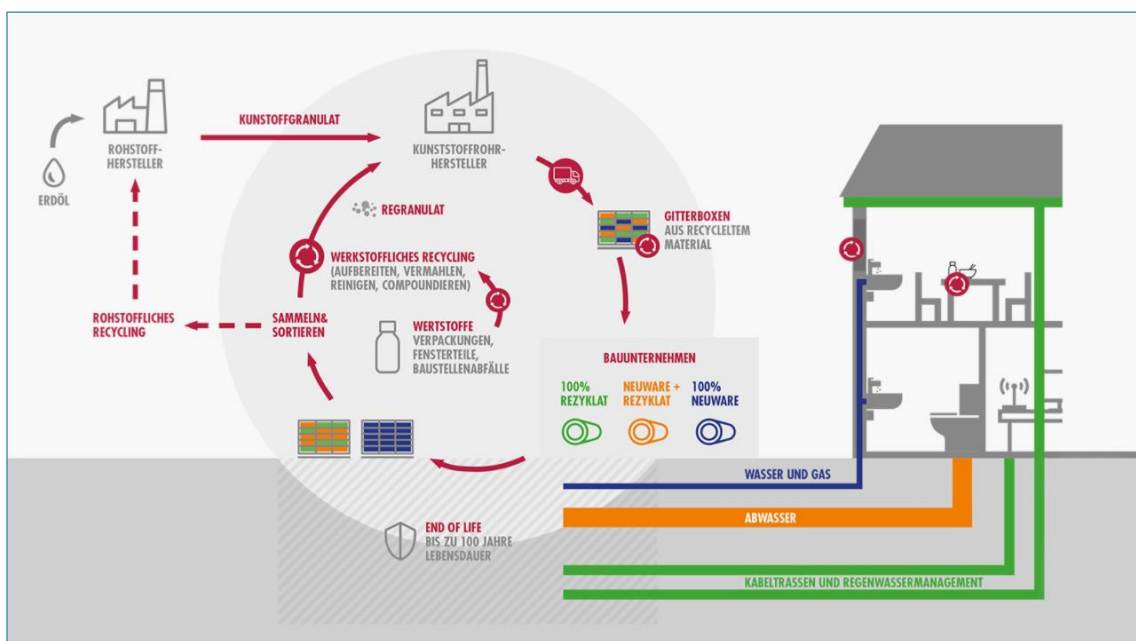 KUNSTSTOFFGRANULAT
ROHSTOFF-
HERSTELLER
ERDÖL
KUNSTSTOFFROHR-
HERSTELLER
REGRANULAT
GITTERBOXEN
AUS RECYCLELTEM
MATERIAL
WERKSTOFFLICHES RECYCLING
(AUFBEREITEN, VERMAHLEN,
REINIGEN, COMPOUNDIEREN)
ROHSTOFFLICHES
RECYCLING
SAMMELN&
SORTIEREN
WERTSTOFFE
VERPACKUNGEN,
FENSTERTEILE,
BAUSTELLENABFÄLLE
BAUUNTERNEHMEN
100%
REZYKLAT
NEUWARE +
REZYKLAT
100%
NEUWARE
WASSER UND GAS
ABWASSER
END OF LIFE
BIS ZU 100 JAHRE
LEBENSDAUER
KABELTRASSEN UND REGENWASSERMANAGEMENT